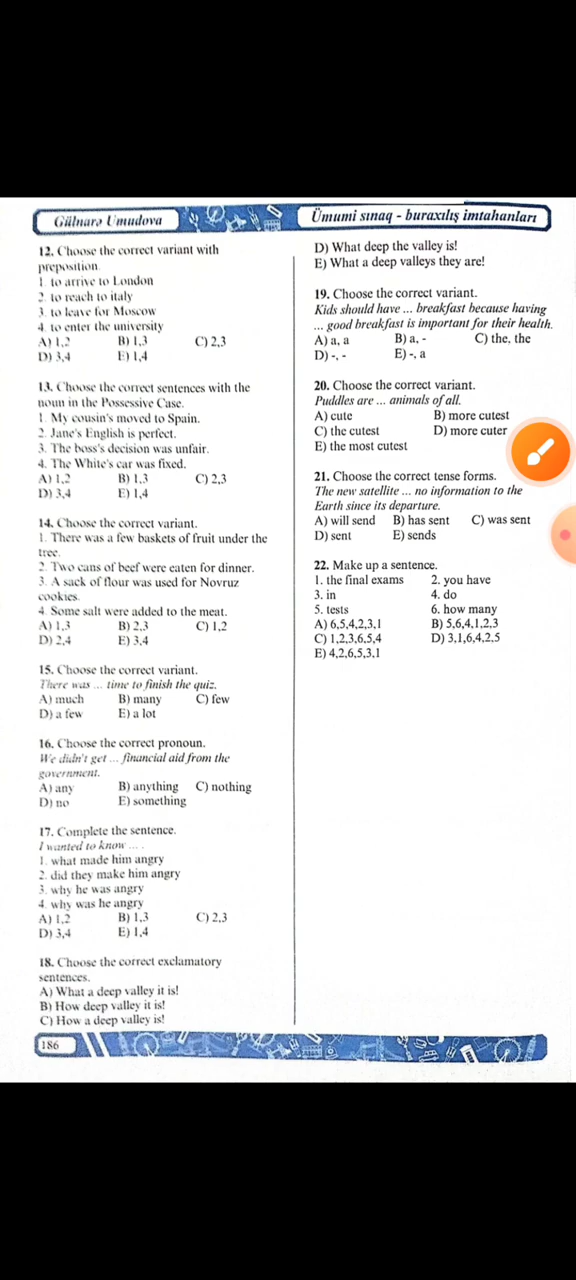 Gülnarə Umudova
Ümumi sınaq - buraxılış imtahanları
12. Choose the correct variant with
preposition.
1. to arrive to London
2. to reach to italy
3. to leave for Moscow
4. to enter the university
A) 1,2 B) 1,3 C) 2,3
D) 3,4 E) 1,4
13. Choose the correct sentences with the
noun in the Possessive Case.
1. My cousin's moved to Spain.
2. Jane's English is perfect.
3. The boss's decision was unfair.
4. The White's car was fixed.
A) 1,2 B) 1,3 C) 2,3
D) 3,4 E) 1,4
14. Choose the correct variant.
1. There was a few baskets of fruit under the
tree.
2. Two cans of beef were eaten for dinner.
3. A sack of flour was used for Novruz
cookies.
4. Some salt were added to the meat.
A) 1,3 B) 2,3 C) 1,2
D) 2,4 E) 3,4
15. Choose the correct variant.
There was ... time to finish the quiz.
A) much B) many C) few
D) a few E) a lot
16. Choose the correct pronoun.
We didn't get ... financial aid from the
government.
A) any B) anything C) nothing
D) no E) something
17. Complete the sentence.
I wanted to know ... .
1. what made him angry
2. did they make him angry
3. why he was angry
4. why was he angry
A) 1,2 B) 1,3 C) 2,3
D) 3,4 E) 1,4
18. Choose the correct exclamatory
sentences.
A) What a deep valley it is!
B) How deep valley it is!
C) How a deep valley is!
186
D) What deep the valley is!
E) What a deep valleys they are!
19. Choose the correct variant.
Kids should have ... breakfast because having
... good breakfast is important for their health.
A) a, a B) a, - C) the, the
D) -, - E) -, a
20. Choose the correct variant.
Puddles are ... animals of all.
A) cute B) more cutest
C) the cutest D) more cuter
E) the most cutest
21. Choose the correct tense forms.
The new satellite ... no information to the
Earth since its departure.
A) will send B) has sent C) was sent
D) sent E) sends
22. Make up a sentence.
1. the final exams 2. you have
3. in 4. do
5. tests 6. how many
A) 6,5,4,2,3,1 B) 5,6,4,1,2,3
C) 1,2,3,6,5,4 D) 3,1,6,4,2,5
E) 4,2,6,5,3,1